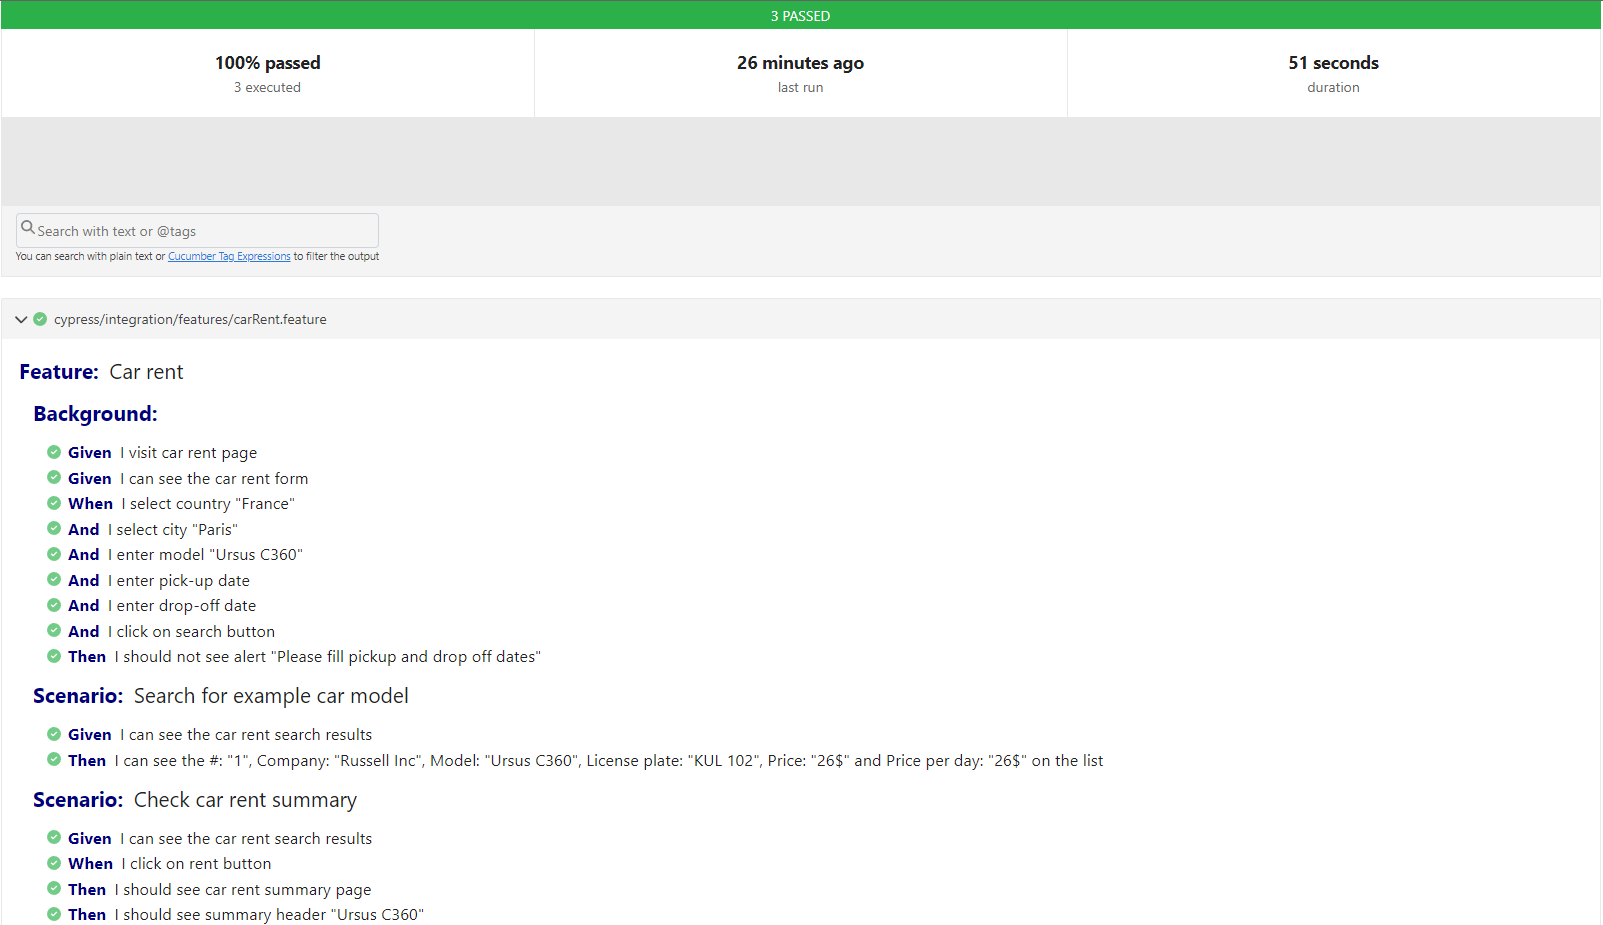 3 PASSED
100% passed
3 executed
26 minutes ago
last run
51 seconds
duration
Search with text or @tags
You can search with plain text or Cucumber Tag Expressions to filter the output
cypress/integration/features/carRent.feature
Feature: Car rent
Background:
Given I visit car rent page
Given I can see the car rent form
When I select country "France"
And I select city "Paris"
And I enter model "Ursus C360"
And I enter pick-up date
And I enter drop-off date
And I click on search button
Then I should not see alert "Please fill pickup and drop off dates"
Scenario: Search for example car model
Given I can see the car rent search results
Then I can see the #: "1", Company: "Russell Inc", Model: "Ursus C360", License plate: "KUL 102", Price: "26$" and Price per day: "26$" on the list
Scenario: Check car rent summary
Given I can see the car rent search results
When I click on rent button
Then I should see car rent summary page
Then I should see summary header "Ursus C360"